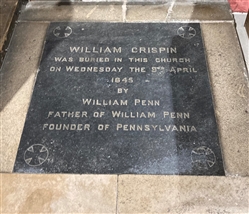 WILLIAM CRISPIN
WAS BURIED IN THIS CHURCH
ON WEDNESDAY THE 8TH APRIL
1645
BY
WILLIAM PENN
FATHER OF WILLIAM PENN
FOUNDER OF PENNSYLVANIA